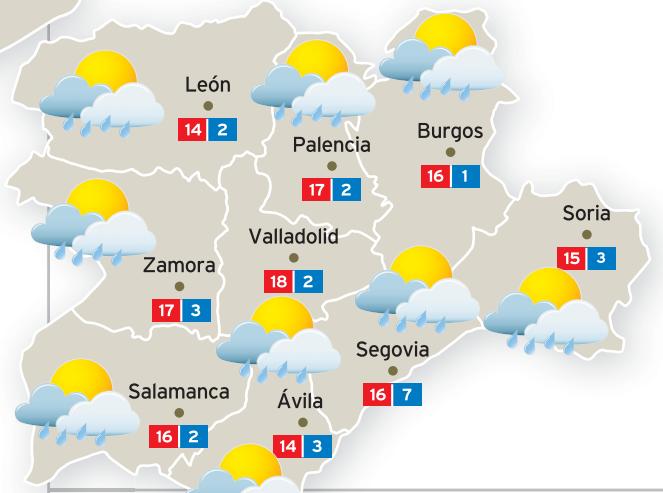 León
14 2
Palencia
17 2
Burgos
16 1
Soria
15 3
Valladolid
18 2
Zamora
17 3
Segovia
16 7
Salamanca
16 2
Ávila
14 3